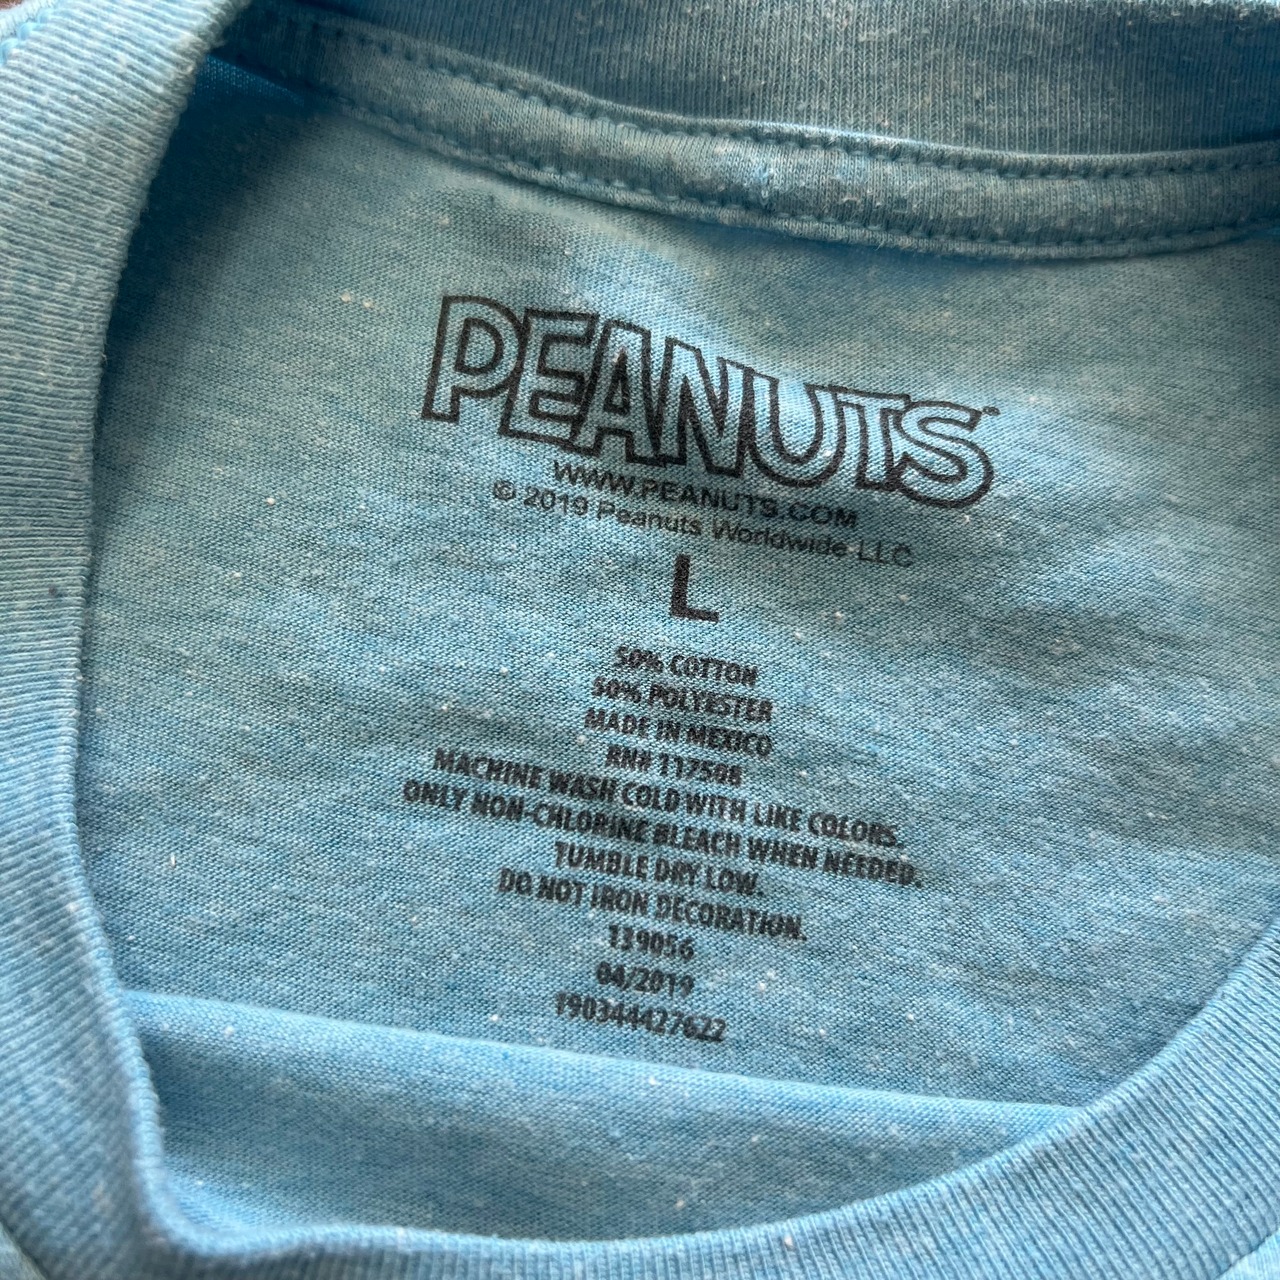 PEANUTS™
WWW.PEANUTS.COM
© 2019 Peanuts Worldwide LLC
L
50% COTTON
50% POLYESTER
MADE IN MEXICO
RN# 117508
MACHINE WASH COLD WITH LIKE COLORS.
ONLY NON-CHLORINE BLEACH WHEN NEEDED.
TUMBLE DRY LOW.
DO NOT IRON DECORATION.
139056
04/2019
190344427622